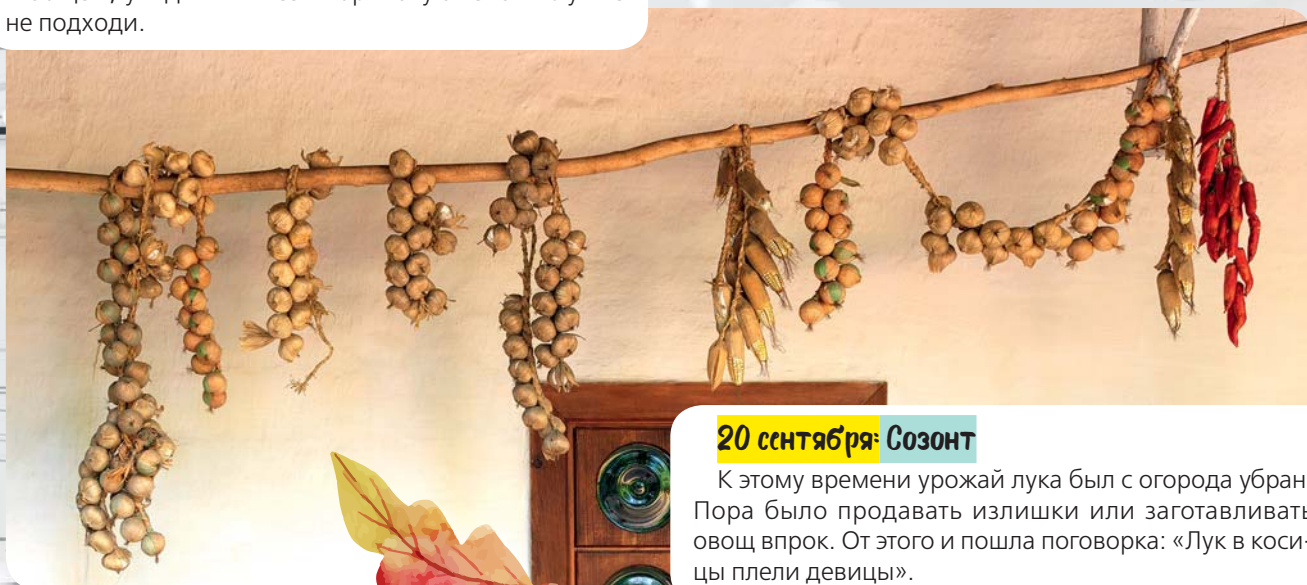 не подходи.
20 сентября: Созонт
К этому времени урожай лука был с огорода убран
Пора было продавать излишки или заготавливать
овощ впрок. От этого и пошла поговорка: «Лук в коси-
цы плели девицы».